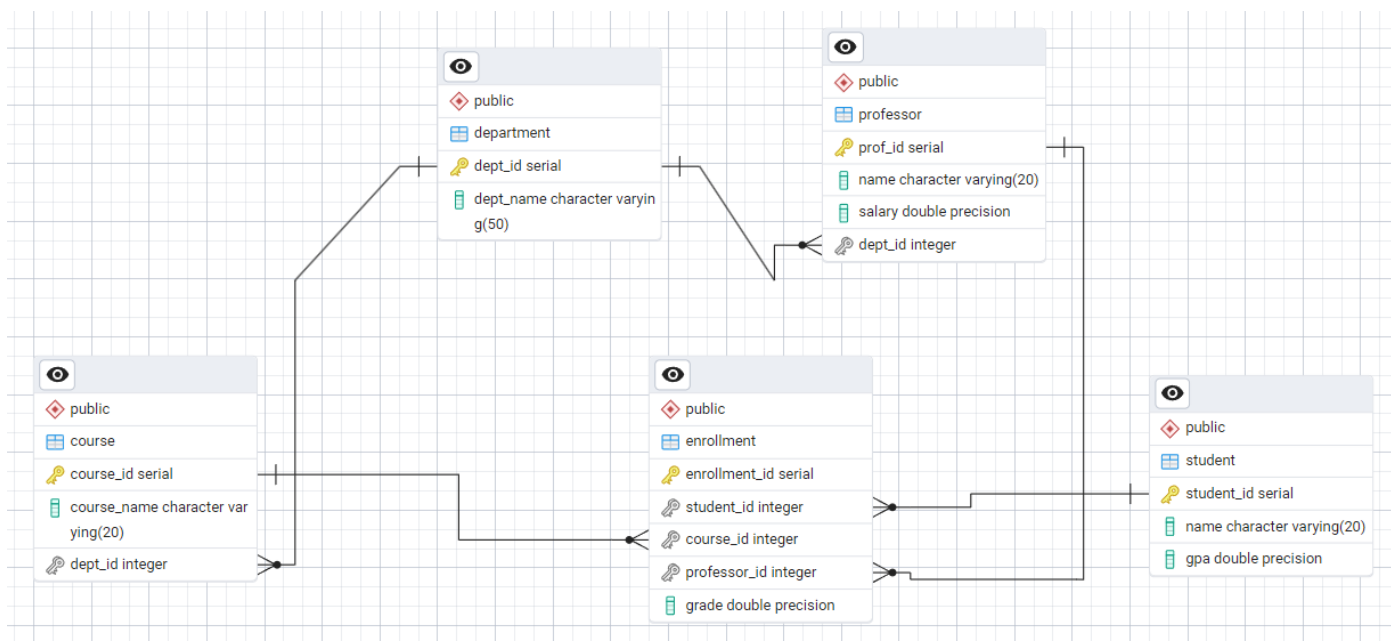 public
department
dept_id serial
dept_name character varyin
g(50)
public
professor
prof_id serial
name character varying(20)
salary double precision
dept_id integer
public
course
course_id serial
course_name character var
ying(20)
dept_id integer
public
enrollment
enrollment_id serial
student_id integer
course_id integer
professor_id integer
grade double precision
public
student
student_id serial
name character varying(20)
gpa double precision